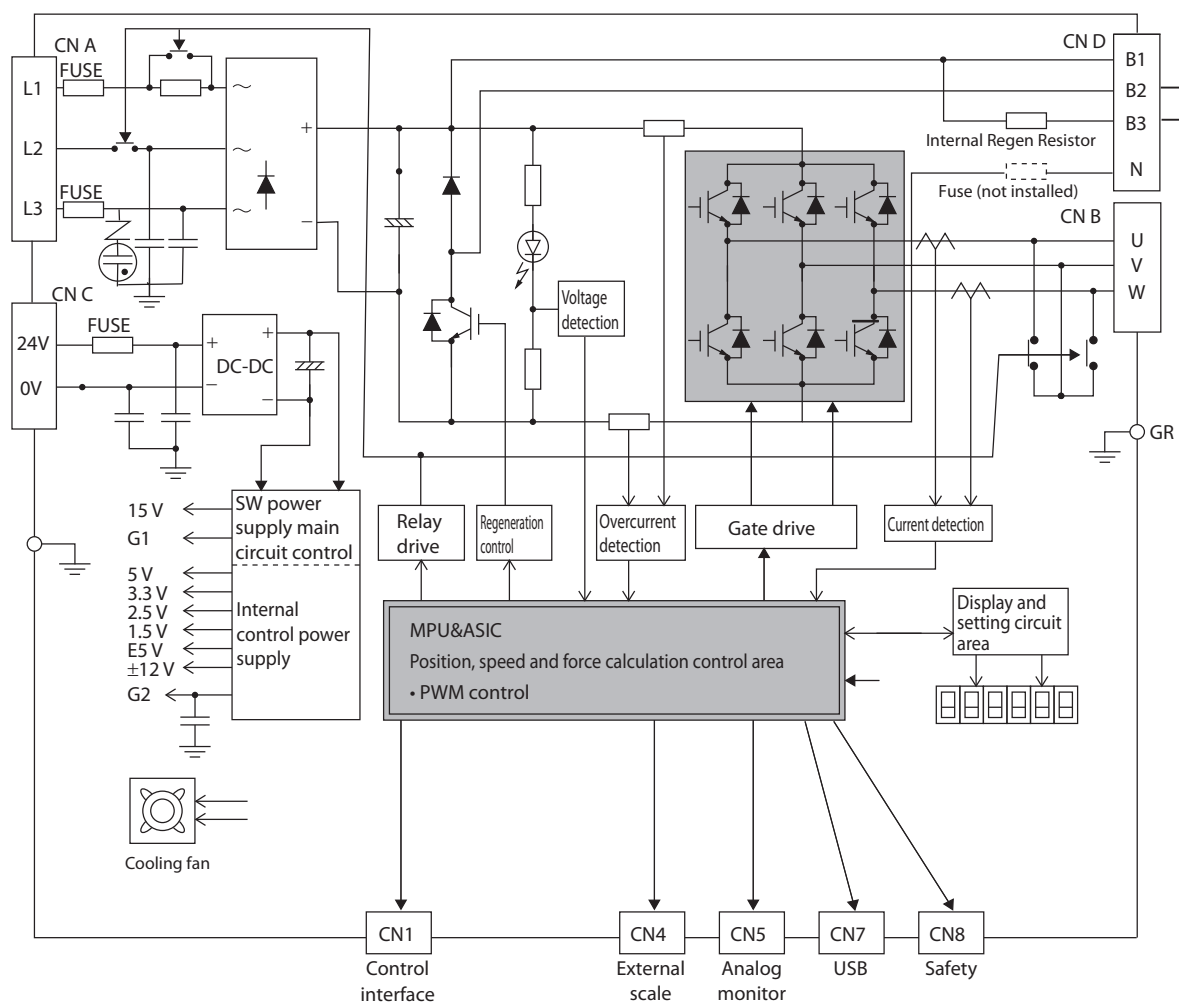 CN A
FUSE
L1
L2
FUSE
L3
~
~
~
+
−
CN D
B1
B2
B3
Internal Regen Resistor
N
Fuse (not installed)
CN B
U
V
W
GR
CN C
FUSE
24V
0V
+
−
DC-DC
+
−
Voltage
detection
15 V
G1
5 V
3.3 V
2.5 V
1.5 V
E5 V
±12 V
G2
SW power
supply main
circuit control
Internal
control power
supply
Relay
drive
Regeneration
control
Overcurrent
detection
Gate drive
Current detection
MPU&ASIC
Position, speed and force calculation control area
• PWM control
Display and
setting circuit
area
Cooling fan
CN1
Control
interface
CN4
External
scale
CN5
Analog
monitor
CN7
USB
CN8
Safety